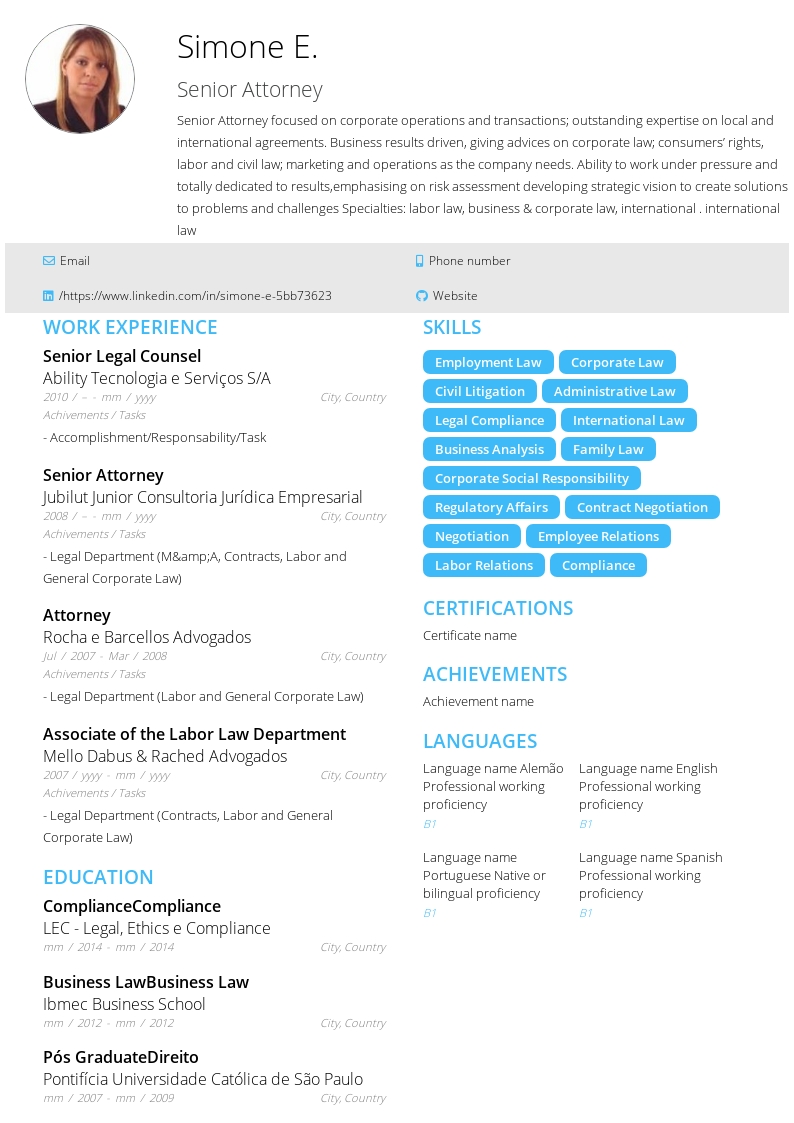 Simone E.
Senior Attorney
Senior Attorney focused on corporate operations and transactions; outstanding expertise on local and
international agreements. Business results driven, giving advices on corporate law; consumers’ rights,
labor and civil law; marketing and operations as the company needs. Ability to work under pressure and
totally dedicated to results,emphasising on risk assessment developing strategic vision to create solutions
to problems and challenges Specialties: labor law, business & corporate law, international . international
law
Email
Phone number
/https://www.linkedin.com/in/simone-e-5bb73623
Website
WORK EXPERIENCE
Senior Legal Counsel
Ability Tecnologia e Serviços S/A
2010 / – - mm / yyyy City, Country
Achivements / Tasks
- Accomplishment/Responsability/Task
Senior Attorney
Jubilut Junior Consultoria Jurídica Empresarial
2008 / – - mm / yyyy City, Country
Achivements / Tasks
- Legal Department (M&amp;A, Contracts, Labor and
General Corporate Law)
Attorney
Rocha e Barcellos Advogados
Jul / 2007 - Mar / 2008 City, Country
Achivements / Tasks
- Legal Department (Labor and General Corporate Law)
Associate of the Labor Law Department
Mello Dabus & Rached Advogados
2007 / yyyy - mm / yyyy City, Country
Achivements / Tasks
- Legal Department (Contracts, Labor and General
Corporate Law)
EDUCATION
ComplianceCompliance
LEC - Legal, Ethics e Compliance
mm / 2014 - mm / 2014 City, Country
Business LawBusiness Law
Ibmec Business School
mm / 2012 - mm / 2012 City, Country
Pós GraduateDireito
Pontifícia Universidade Católica de São Paulo
mm / 2007 - mm / 2009 City, Country
SKILLS
Employment Law Corporate Law
Civil Litigation Administrative Law
Legal Compliance International Law
Business Analysis Family Law
Corporate Social Responsibility
Regulatory Affairs Contract Negotiation
Negotiation Employee Relations
Labor Relations Compliance
CERTIFICATIONS
Certificate name
ACHIEVEMENTS
Achievement name
LANGUAGES
Language name Alemão
Professional working
proficiency
B1
Language name English
Professional working
proficiency
B1
Language name
Portuguese Native or
bilingual proficiency
B1
Language name Spanish
Professional working
proficiency
B1